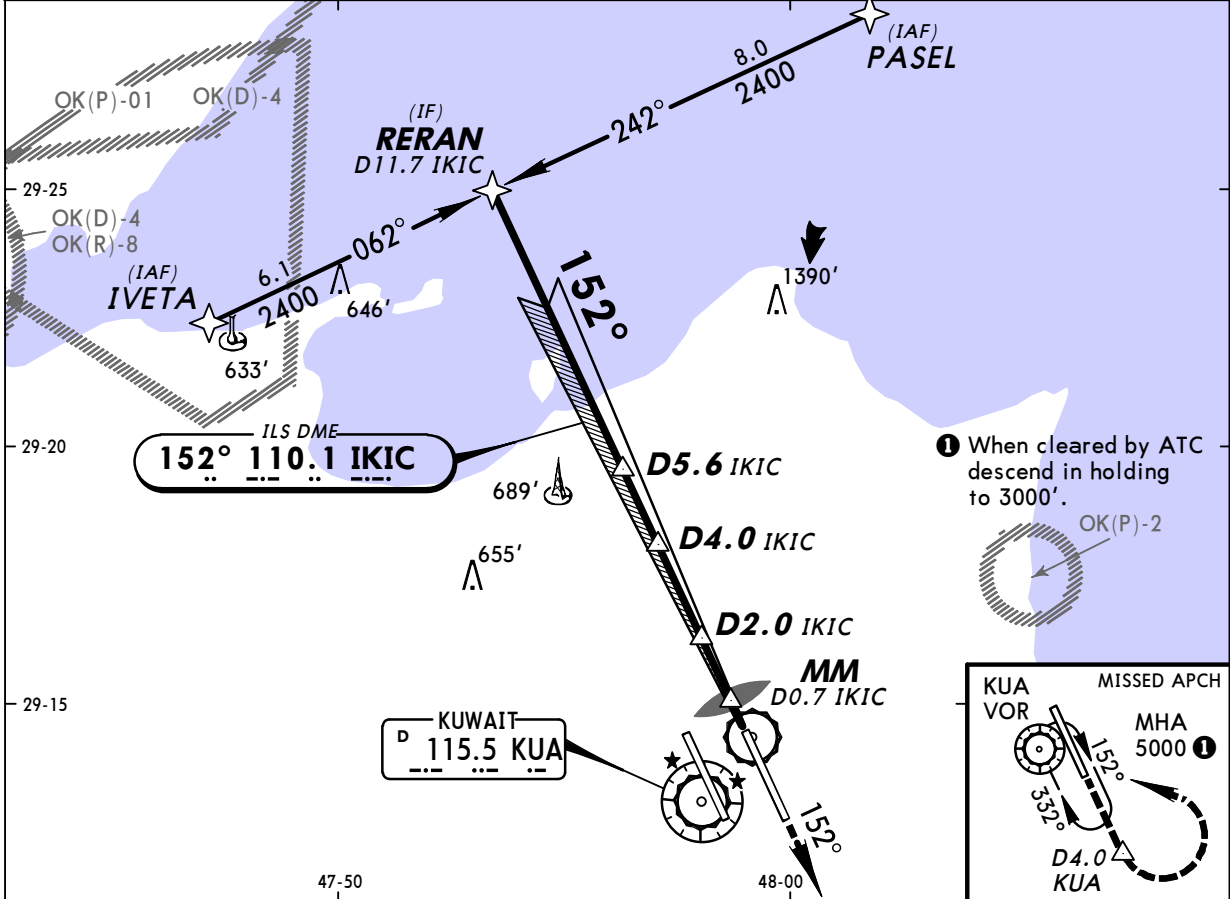 (IAF)
PASEL
8.0
2400
242°
OK(P)-01
OK(D)-4
(IF)
RERAN
D11.7 IKIC
29-25
OK(D)-4
OK(R)-8
(IAF)
IVETA
6.1
2400
062°
646'
633'
152°
1390'
29-20
ILS DME
152° 110.1 IKIC
689'
D5.6 IKIC
❶ When cleared by ATC
descend in holding
to 3000'.
OK(P)-2
655'
D4.0 IKIC
D2.0 IKIC
MM
D0.7 IKIC
29-15
KUWAIT
D 115.5 KUA
152°
KUA
VOR
MISSED APCH
MHA
5000 ❶
152°
332°
D4.0
KUA
47-50
48-00